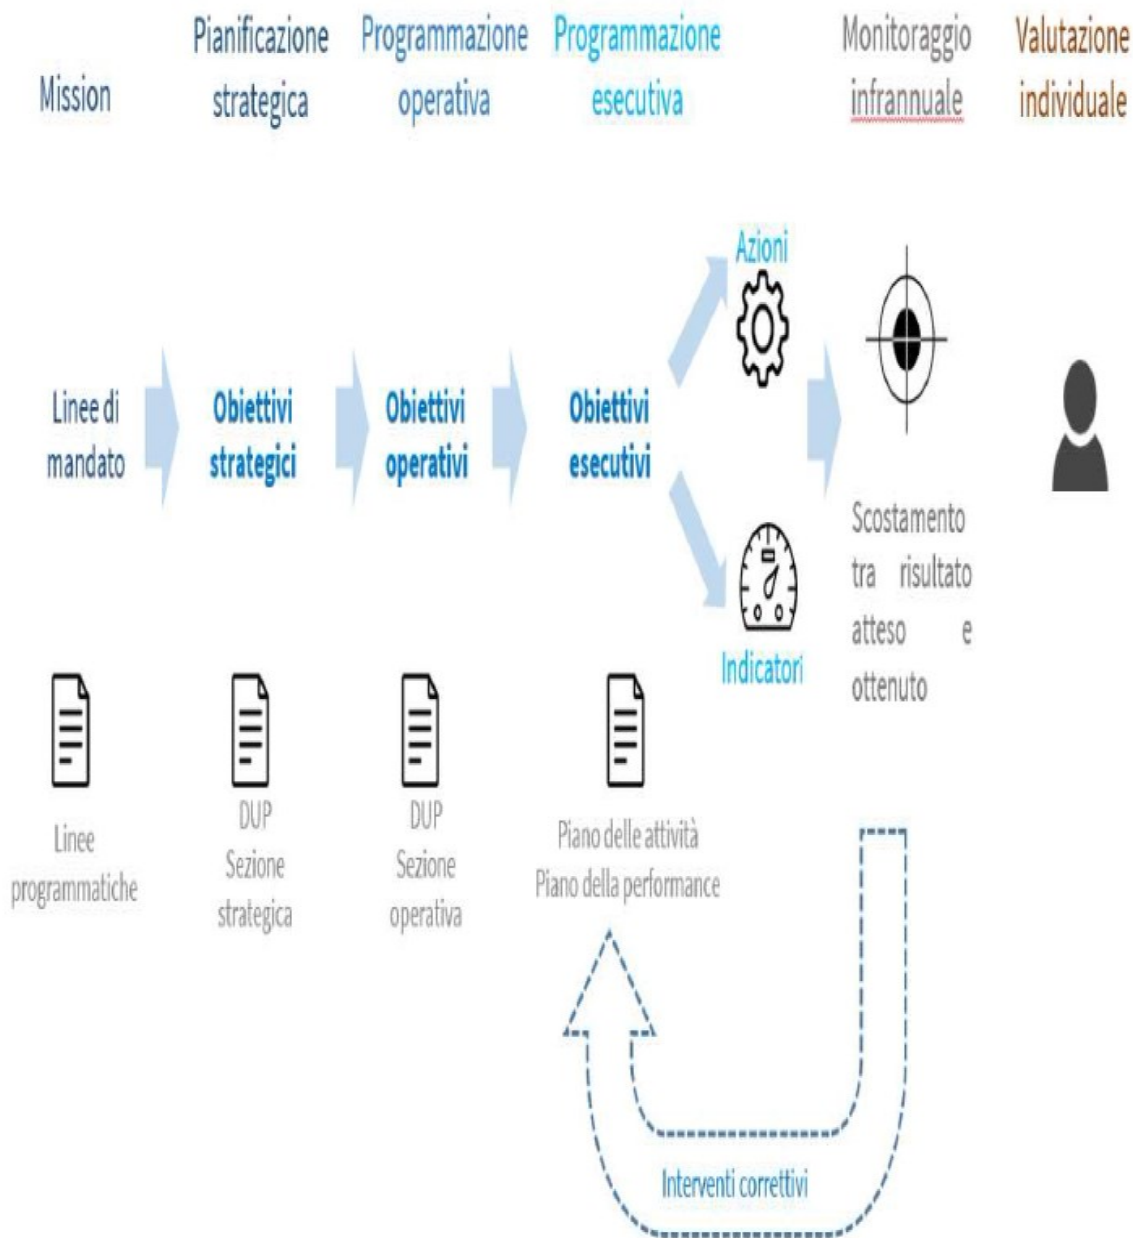 Mission
Pianificazione
strategica
Programmazione
operativa
Programmazione
esecutiva
Monitoraggio
infrannuale
Valutazione
individuale
Linee di
mandato
Obiettivi
strategici
Obiettivi
operativi
Obiettivi
esecutivi
Azioni
Indicatori
Scostamento
tra risultato
atteso e
ottenuto
Linee
programmatiche
DUP
Sezione
strategica
DUP
Sezione
operativa
Piano delle attività
Piano della performance
Interventi correttivi